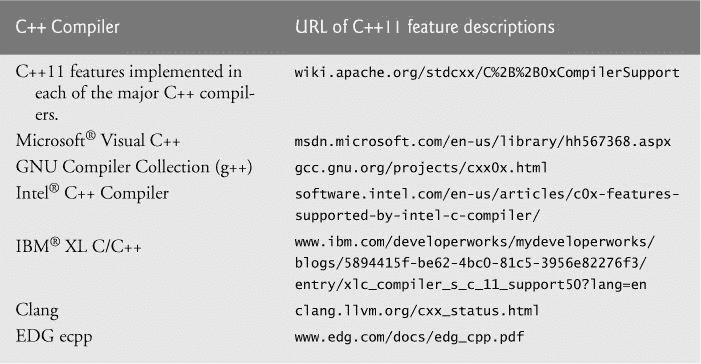 C++ Compiler URL of C++11 feature descriptions
C++11 features implemented in wiki.apache.org/stdcxx/C%2B%2B0xCompilerSupport
each of the major C++ compil-
ers.
Microsoft® Visual C++ msdn.microsoft.com/en-us/library/hh567368.aspx
GNU Compiler Collection (g++) gcc.gnu.org/projects/cxx0x.html
Intel® C++ Compiler software.intel.com/en-us/articles/c0x-features-
supported-by-intel-c-compiler/
IBM® XL C/C++ www.ibm.com/developerworks/mydeveloperworks/
blogs/5894415f-be62-4bc0-81c5-3956e82276f3/
entry/xlc_compiler_s_c_11_support50?lang=en
Clang clang.llvm.org/cxx_status.html
EDG ecpp www.edg.com/docs/edg_cpp.pdf